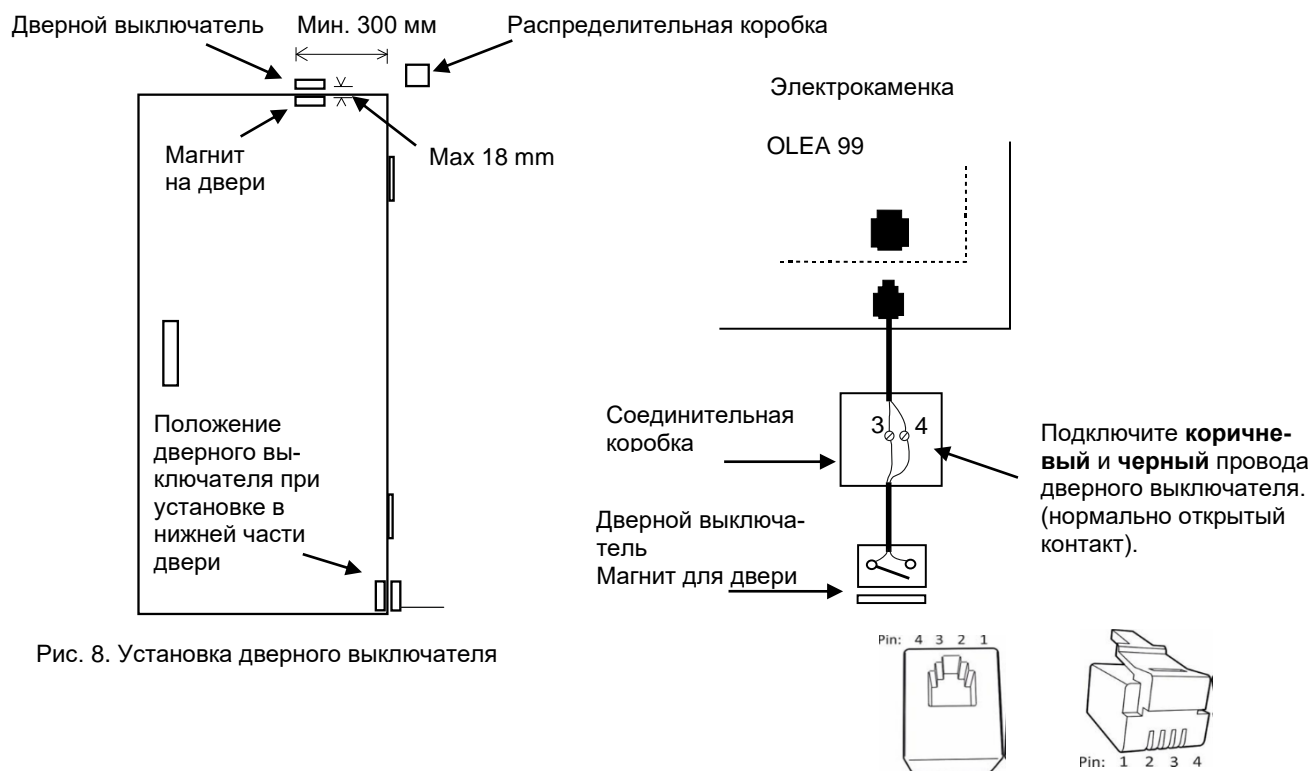 Дверной выключатель
Мин. 300 мм
Распределительная коробка
Магнит
на двери
Max 18 mm
Положение
дверного вы-
ключателя при
установке в
нижней части
двери
Рис. 8. Установка дверного выключателя
Электрокаменка
OLEA 99
Соединительная
коробка
3 4
Подключите коричне-
вый и черный провода
дверного выключателя.
(нормально открытый
контакт).
Дверной выключа-
тель
Магнит для двери
Pin: 4 3 2 1
Pin: 1 2 3 4